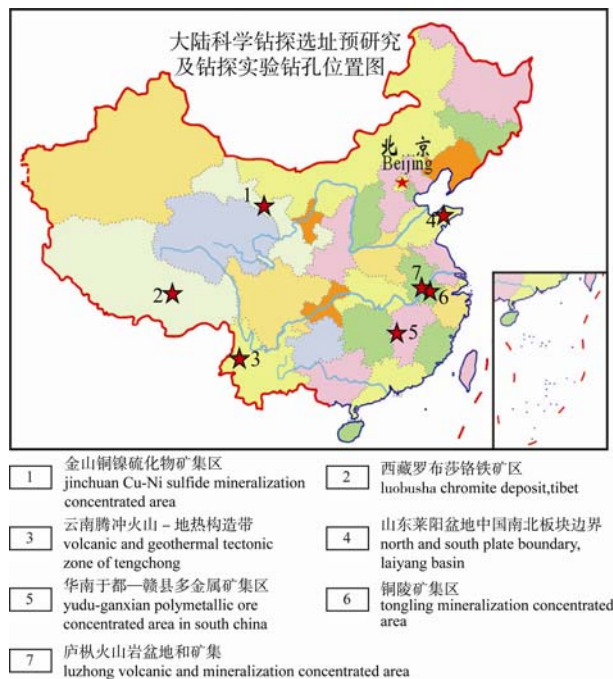 大陆科学钻探选址预研究
及钻探实验钻孔位置图
北 京
Beijing
1
4
2
7
6
5
3
1
金山铜镍硫化物矿集区
jinchuan Cu-Ni sulfide mineralization
concentrated area
2
西藏罗布莎铬铁矿区
luobusha chromite deposit,tibet
3
云南腾冲火山－地热构造带
volcanic and geothermal tectonic
zone of tengchong
4
山东莱阳盆地中国南北板块边界
north and south plate boundary,
laiyang basin
5
华南于都—赣县多金属矿集区
yudu-ganxian polymetallic ore
concentrated area in south china
6
铜陵矿集区
tongling mineralization concentrated
area
7
庐枞火山岩盆地和矿集
luzhong volcanic and mineralization concentrated area